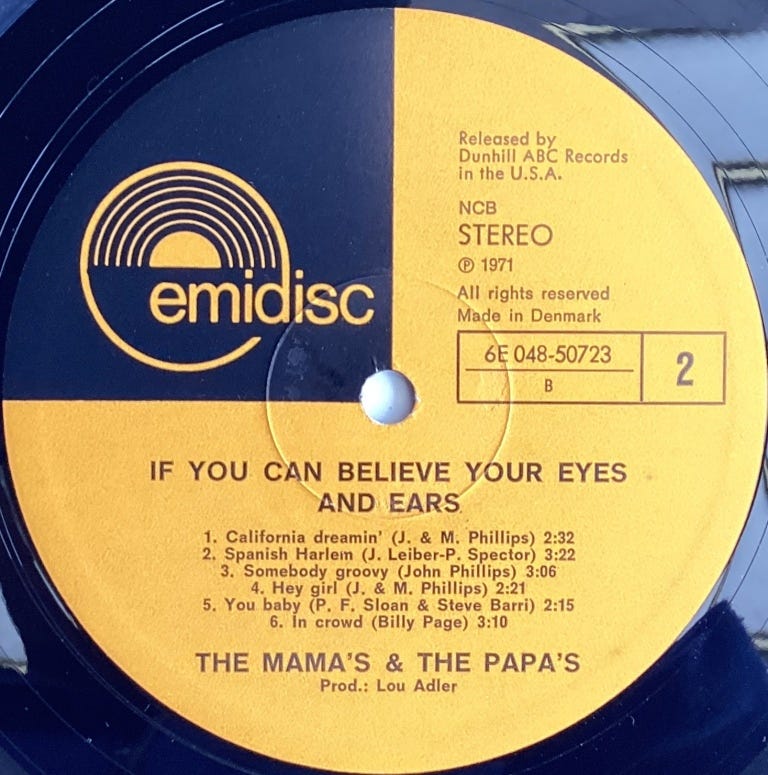 emidisc
Released by
Dunhill ABC Records
in the U.S.A.
NCB
STEREO
℗ 1971
All rights reserved
Made in Denmark
6E 048-50723
B
2
IF YOU CAN BELIEVE YOUR EYES
AND EARS
1. California dreamin' (J. & M. Phillips) 2:32
2. Spanish Harlem (J. Leiber-P. Spector) 3:22
3. Somebody groovy (John Phillips) 3:06
4. Hey girl (J. & M. Phillips) 2:21
5. You baby (P. F. Sloan & Steve Barri) 2:15
6. In crowd (Billy Page) 3:10
THE MAMA'S & THE PAPA'S
Prod.: Lou Adler